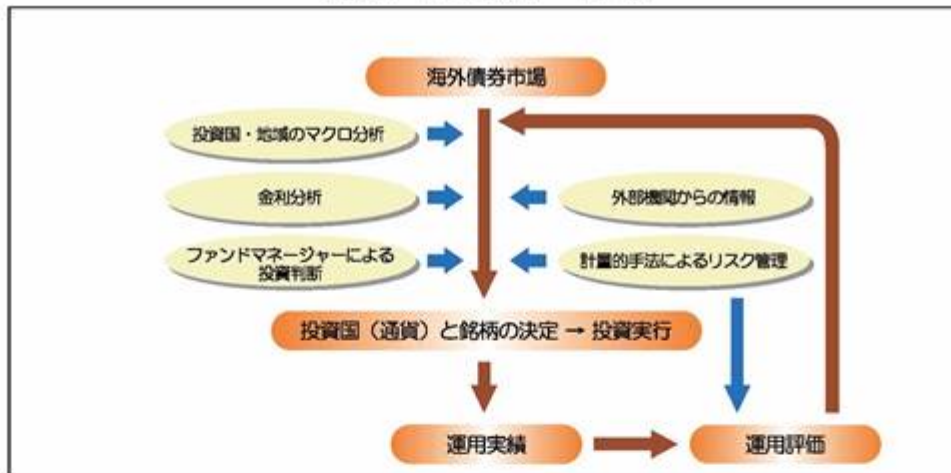 海外債券市場
投資国・地域のマクロ分析
金利分析
外部機関からの情報
ファンドマネージャーによる
投資判断
計量的手法によるリスク管理
投資国（通貨）と銘柄の決定 → 投資実行
運用実績
運用評価